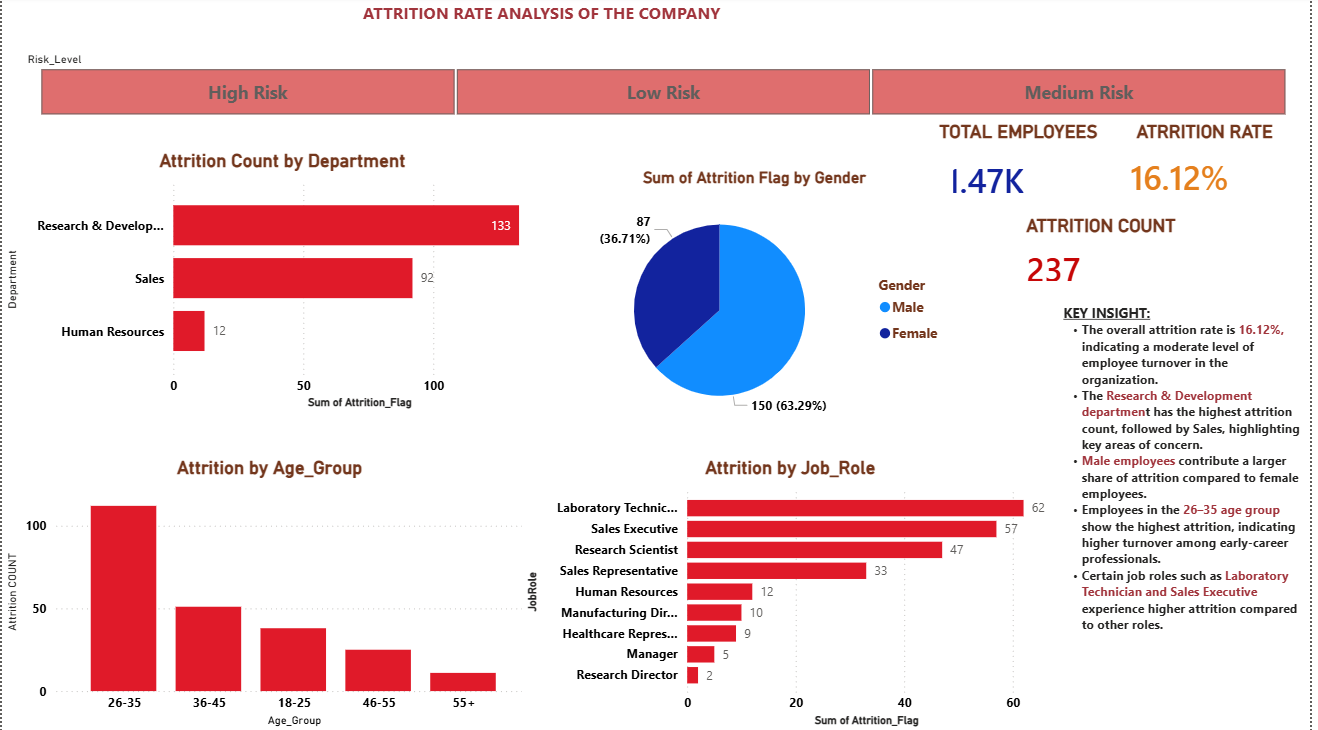 ATTRITION RATE ANALYSIS OF THE COMPANY
Risk_Level
High Risk
Low Risk
Medium Risk
TOTAL EMPLOYEES
ATRRITION RATE
1.47K
16.12%
ATTRITION COUNT
237
Attrition Count by Department
Department
Research & Develop...
133
Sales
92
Human Resources
12
0
50
100
Sum of Attrition_Flag
Sum of Attrition Flag by Gender
87
(36.71%)
150 (63.29%)
Gender
Male
Female
KEY INSIGHT:
• The overall attrition rate is 16.12%,
indicating a moderate level of
employee turnover in the
organization.
• The Research & Development
department has the highest attrition
count, followed by Sales, highlighting
key areas of concern.
• Male employees contribute a larger
share of attrition compared to female
employees.
• Employees in the 26–35 age group
show the highest attrition, indicating
higher turnover among early-career
professionals.
• Certain job roles such as Laboratory
Technician and Sales Executive
experience higher attrition compared
to other roles.
Attrition by Age_Group
Attrition COUNT
100
50
0
26-35
36-45
18-25
46-55
55+
Age_Group
Attrition by Job_Role
JobRole
Laboratory Technic...
62
Sales Executive
57
Research Scientist
47
Sales Representative
33
Human Resources
12
Manufacturing Dir...
10
Healthcare Repres...
9
Manager
5
Research Director
2
0
20
40
60
Sum of Attrition_Flag